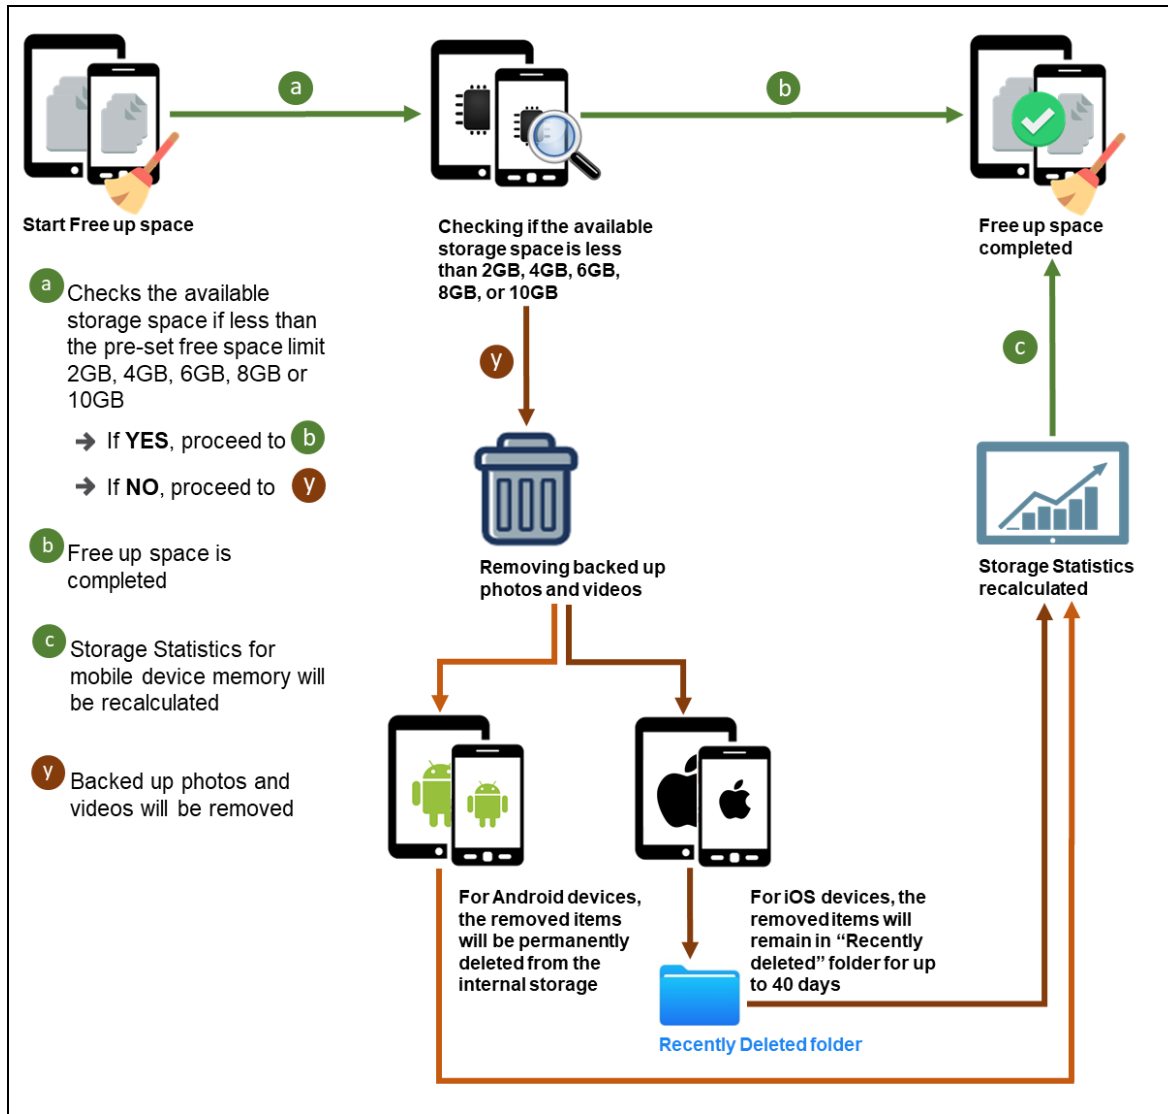 a
b
Start Free up space
Checking if the available
storage space is less
than 2GB, 4GB, 6GB,
8GB, or 10GB
Free up space
completed
a
Checks the available
storage space if less than
the pre-set free space limit
2GB, 4GB, 6GB, 8GB or
10GB
➔ If YES, proceed to b
➔ If NO, proceed to y
b
Free up space is
completed
c
Storage Statistics for
mobile device memory will
be recalculated
y
Backed up photos and
videos will be removed
y
c
Removing backed up
photos and videos
Storage Statistics
recalculated
For Android devices,
the removed items
will be permanently
deleted from the
internal storage
For iOS devices, the
removed items will
remain in “Recently
deleted” folder for up
to 40 days
Recently Deleted folder